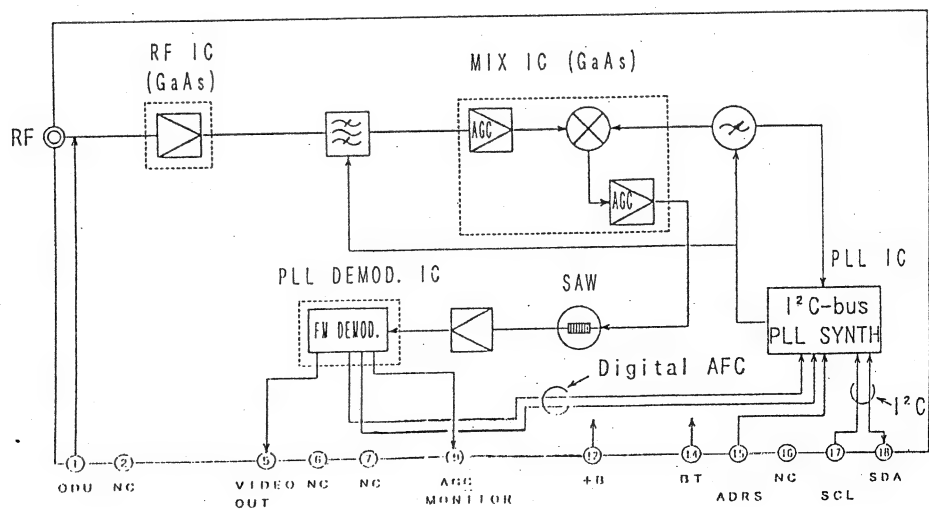 RF IC
(GaAs)
MIX IC (GaAs)
RF
AGC
AGC
PLL DEMOD. IC
SAW
PLL IC
FM DEMOD.
I²C-bus
PLL SYNTH
Digital AFC
I²C
1
2
5
6
7
12
14
15
16
17
18
ODU
NC
VIDEO
OUT
NC
NC
AGC
MONITOR
+B
BT
ADRS
NC
SCL
SDA